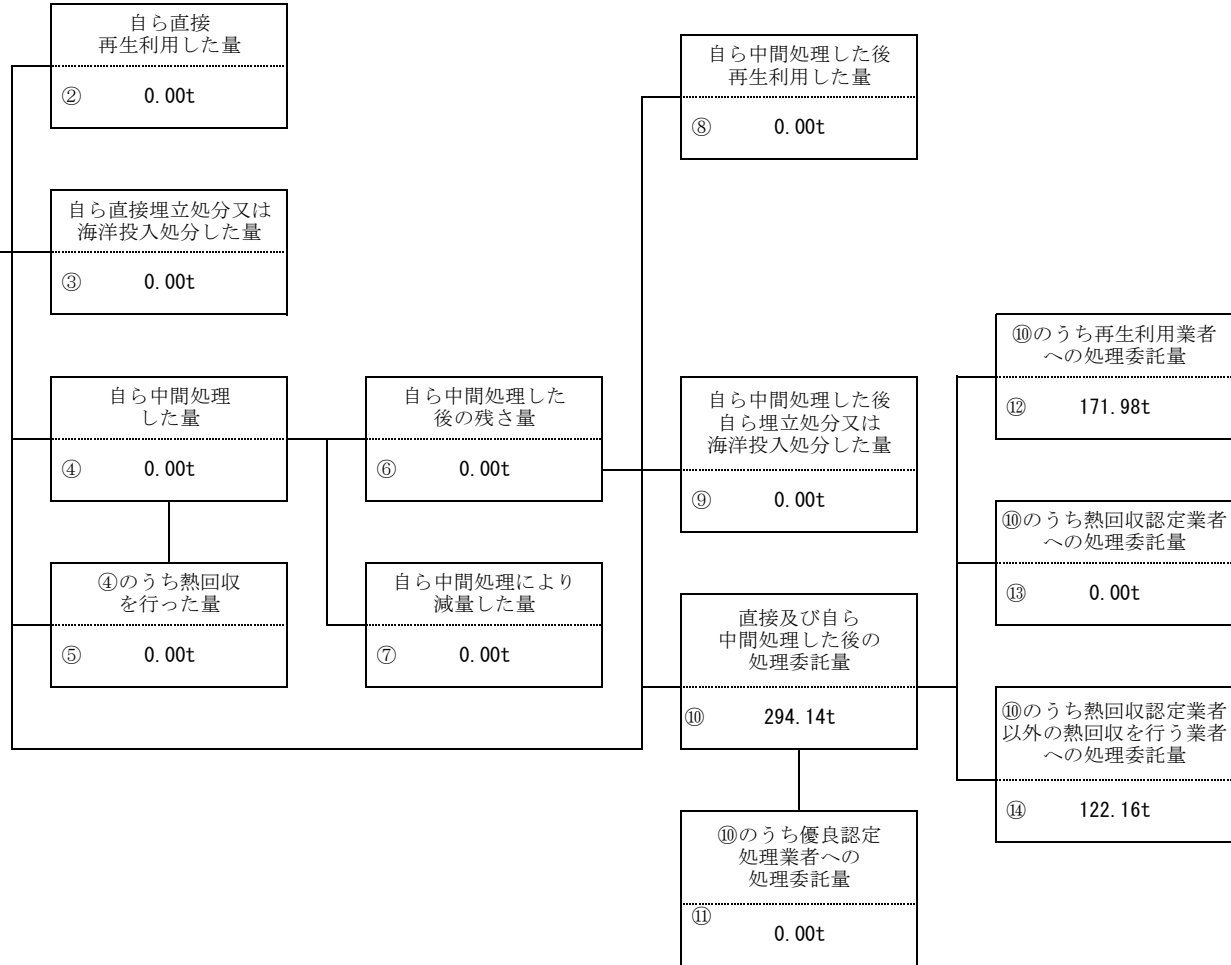 自ら直接
再生利用した量
② 0.00t
自ら直接埋立処分又は
海洋投入処分した量
③ 0.00t
自ら中間処理
した量
④ 0.00t
④のうち熱回収
を行った量
⑤ 0.00t
自ら中間処理した
後の残さ量
⑥ 0.00t
自ら中間処理により
減量した量
⑦ 0.00t
自ら中間処理した後
再生利用した量
⑧ 0.00t
自ら中間処理した後
自ら埋立処分又は
海洋投入処分した量
⑨ 0.00t
直接及び自ら
中間処理した後の
処理委託量
⑩ 294.14t
⑩のうち優良認定
処理業者への
処理委託量
⑪ 0.00t
⑩のうち再生利用業者
への処理委託量
⑫ 171.98t
⑩のうち熱回収認定業者
への処理委託量
⑬ 0.00t
⑩のうち熱回収認定業者
以外の熱回収を行う業者
への処理委託量
⑭ 122.16t